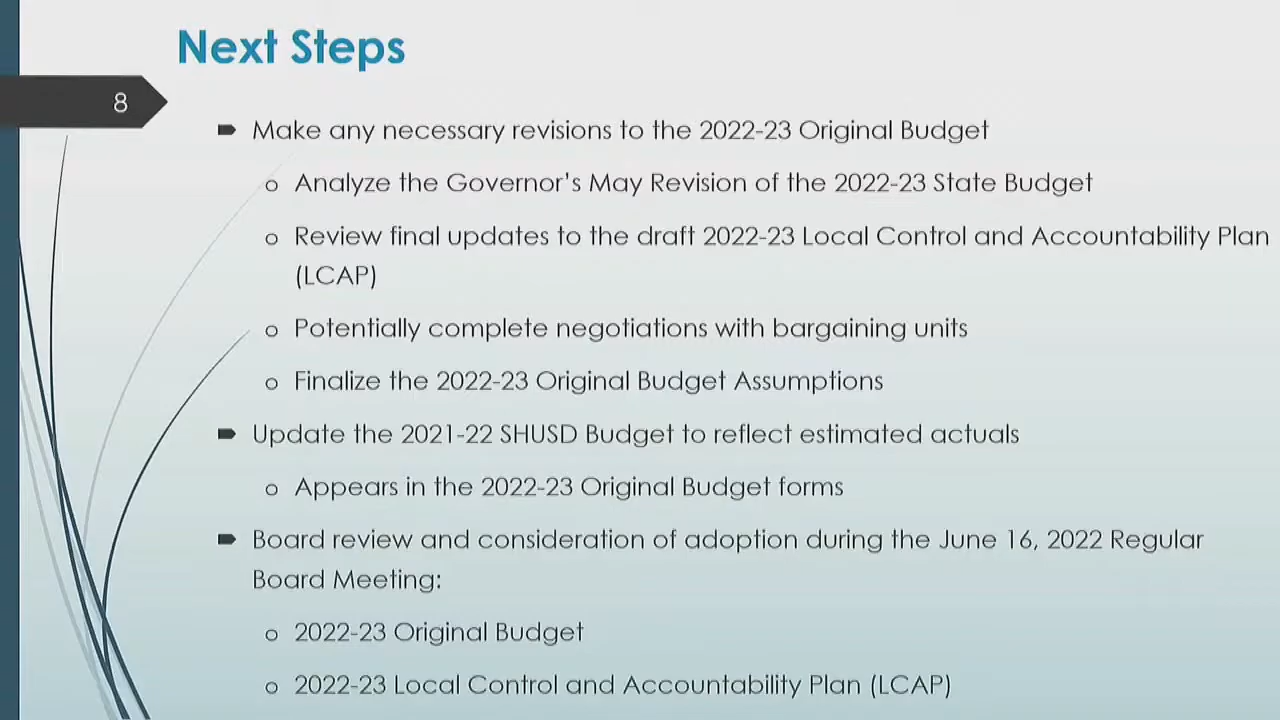 Next Steps
8
Make any necessary revisions to the 2022-23 Original Budget
o Analyze the Governor's May Revision of the 2022-23 State Budget
o Review final updates to the draft 2022-23 Local Control and Accountability Plan
(LCAP)
o Potentially complete negotiations with bargaining units
o Finalize the 2022-23 Original Budget Assumptions
Update the 2021-22 SHUSD Budget to reflect estimated actuals
o Appears in the 2022-23 Original Budget forms
Board review and consideration of adoption during the June 16, 2022 Regular
Board Meeting:
o 2022-23 Original Budget
o 2022-23 Local Control and Accountability Plan (LCAP)